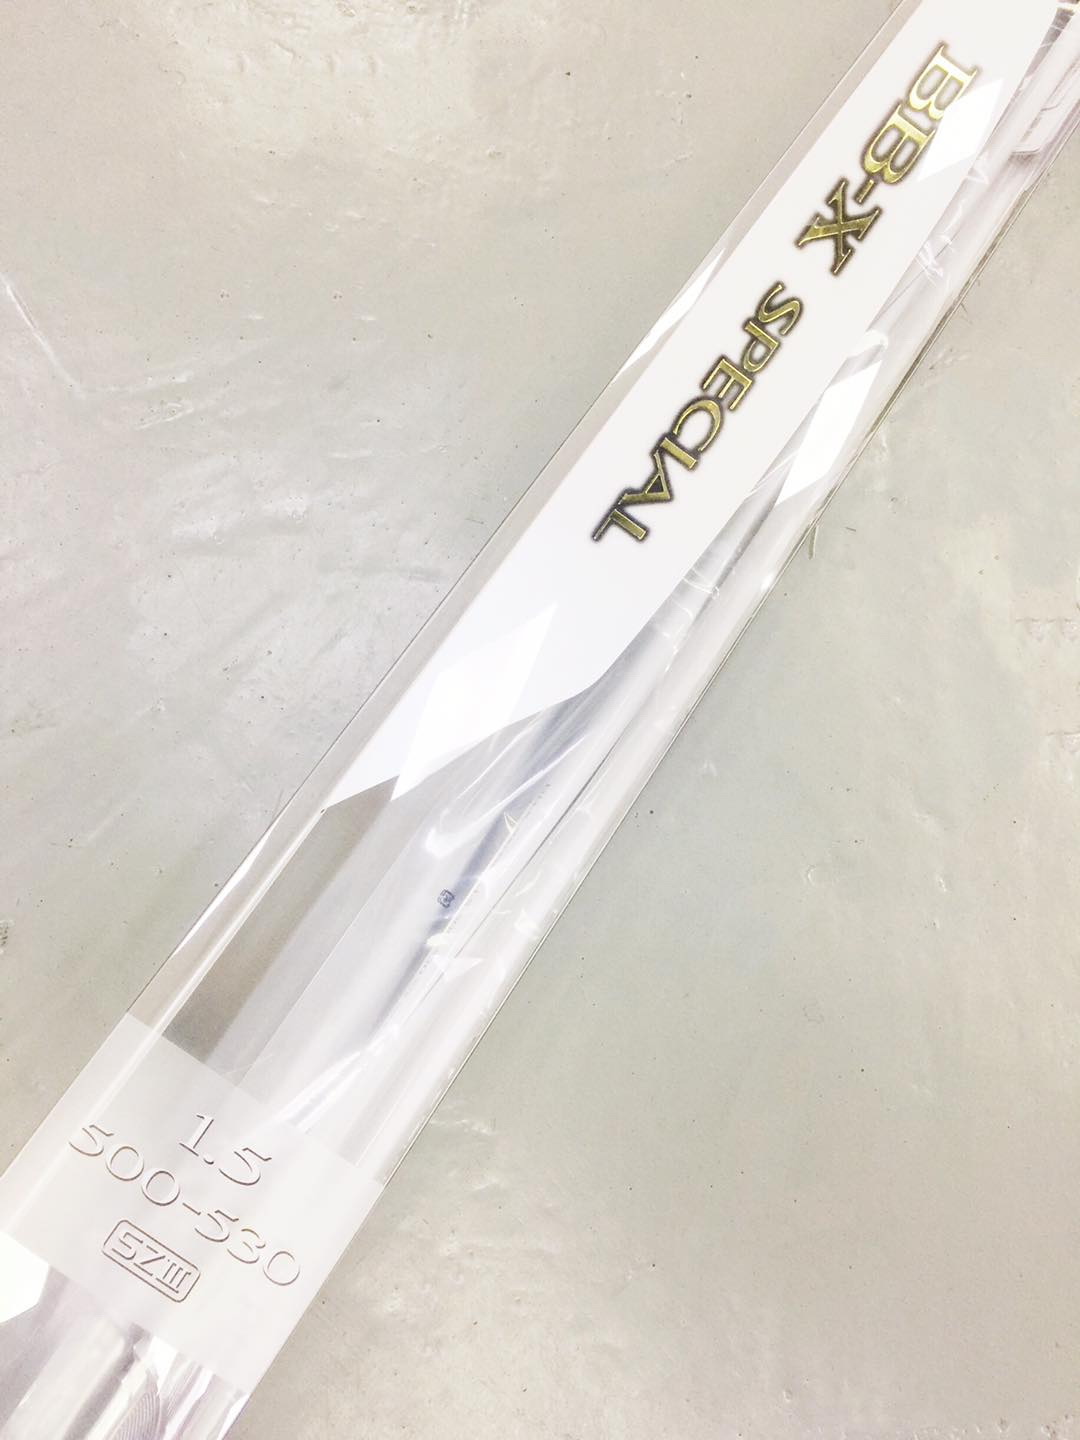 BB-X SPECIAL
1.5
500-530
SZIII